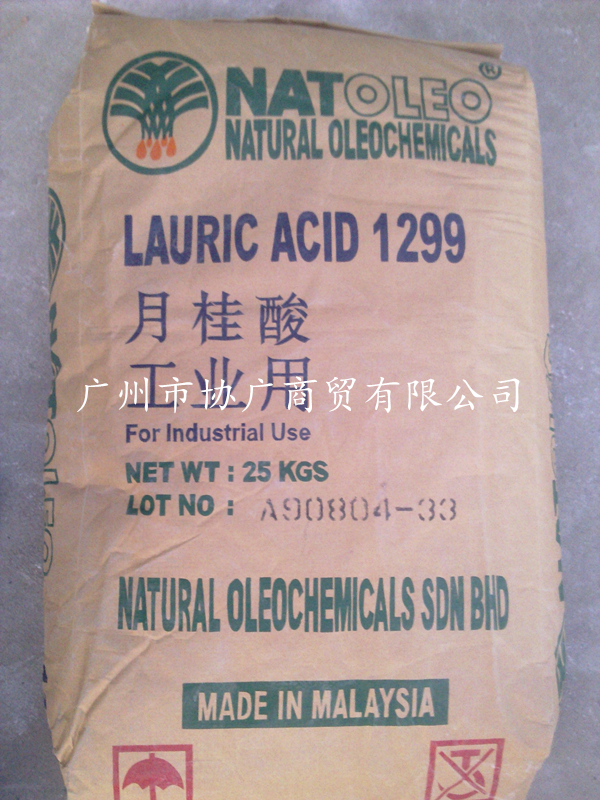 NATOLEO®
NATURAL OLEOCHEMICALS
LAURIC ACID 1299
月桂酸
工业用
广州市协广商贸有限公司
For Industrial Use
NET WT : 25 KGS
LOT NO : A90804-33
NATURAL OLEOCHEMICALS SDN BHD
MADE IN MALAYSIA